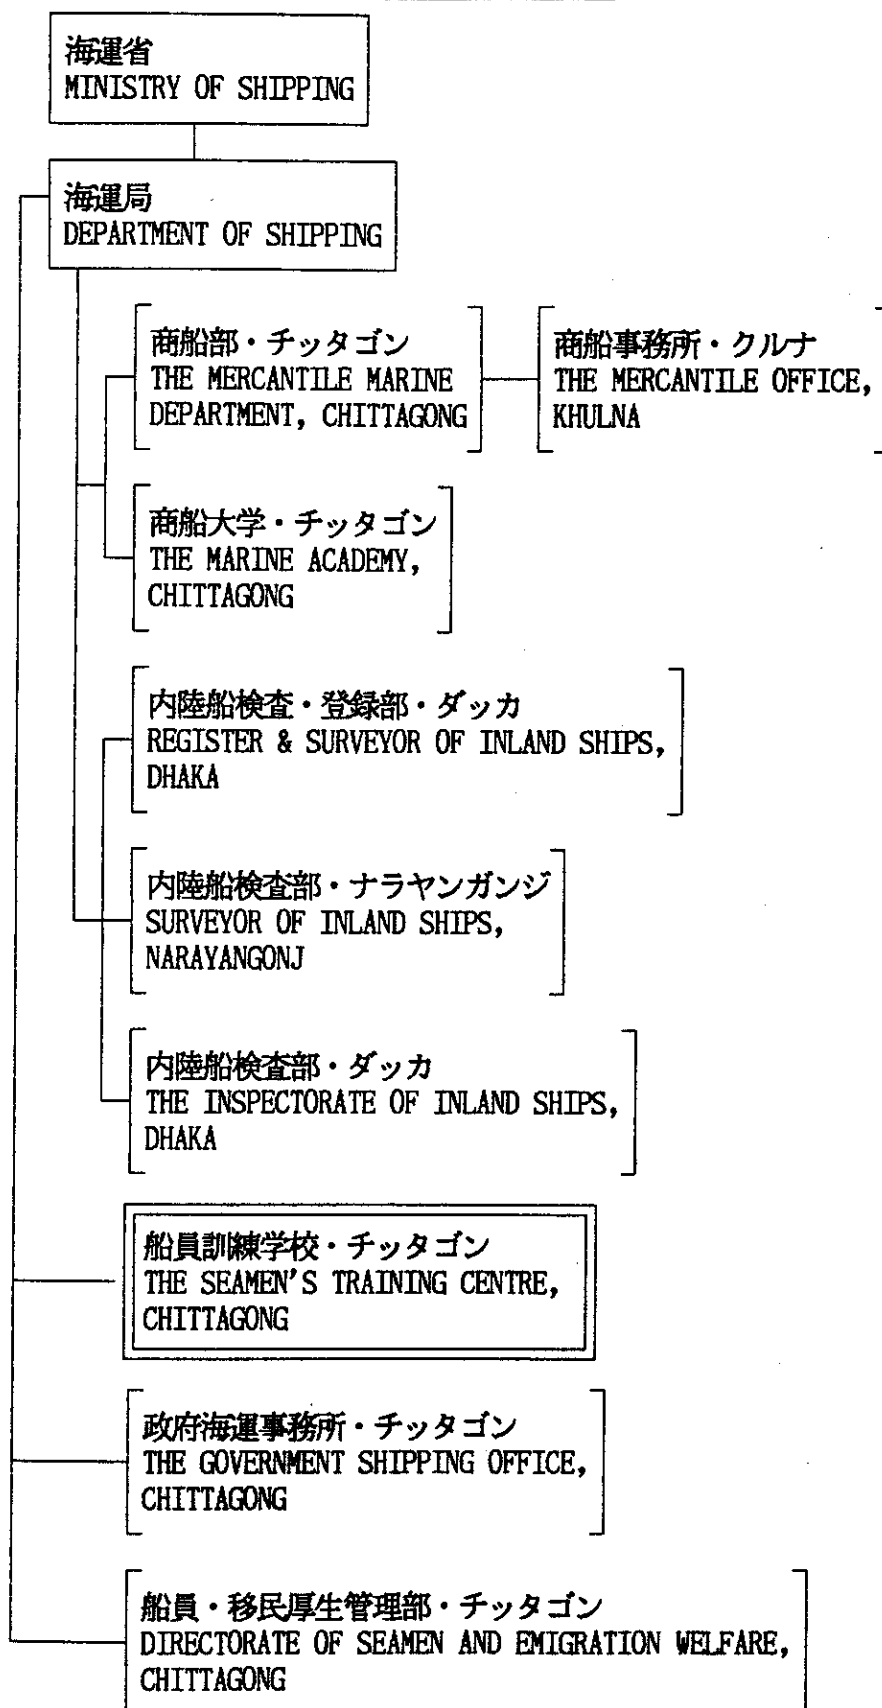 海運省
MINISTRY OF SHIPPING
海運局
DEPARTMENT OF SHIPPING
商船部・チッタゴン
THE MERCANTILE MARINE
DEPARTMENT, CHITTAGONG
商船事務所・クルナ
THE MERCANTILE OFFICE,
KHULNA
商船大学・チッタゴン
THE MARINE ACADEMY,
CHITTAGONG
内陸船検査・登録部・ダッカ
REGISTER & SURVEYOR OF INLAND SHIPS,
DHAKA
内陸船検査部・ナラヤンガンジ
SURVEYOR OF INLAND SHIPS,
NARAYANGONJ
内陸船検査部・ダッカ
THE INSPECTORATE OF INLAND SHIPS,
DHAKA
船員訓練学校・チッタゴン
THE SEAMEN'S TRAINING CENTRE,
CHITTAGONG
政府海運事務所・チッタゴン
THE GOVERNMENT SHIPPING OFFICE,
CHITTAGONG
船員・移民厚生管理部・チッタゴン
DIRECTORATE OF SEAMEN AND EMIGRATION WELFARE,
CHITTAGONG